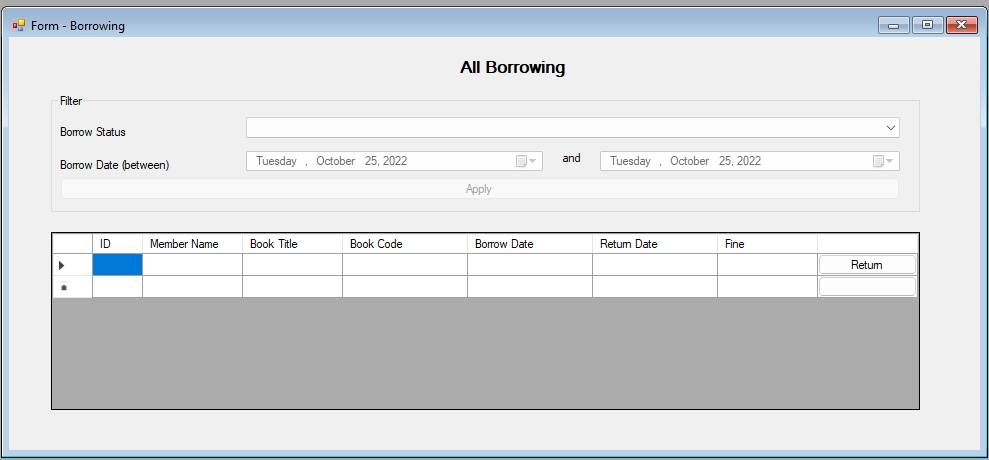 Form - Borrowing
All Borrowing
Filter
Borrow Status
Borrow Date (between) Tuesday , October 25, 2022 and Tuesday , October 25, 2022
Apply
ID Member Name Book Title Book Code Borrow Date Return Date Fine
Return